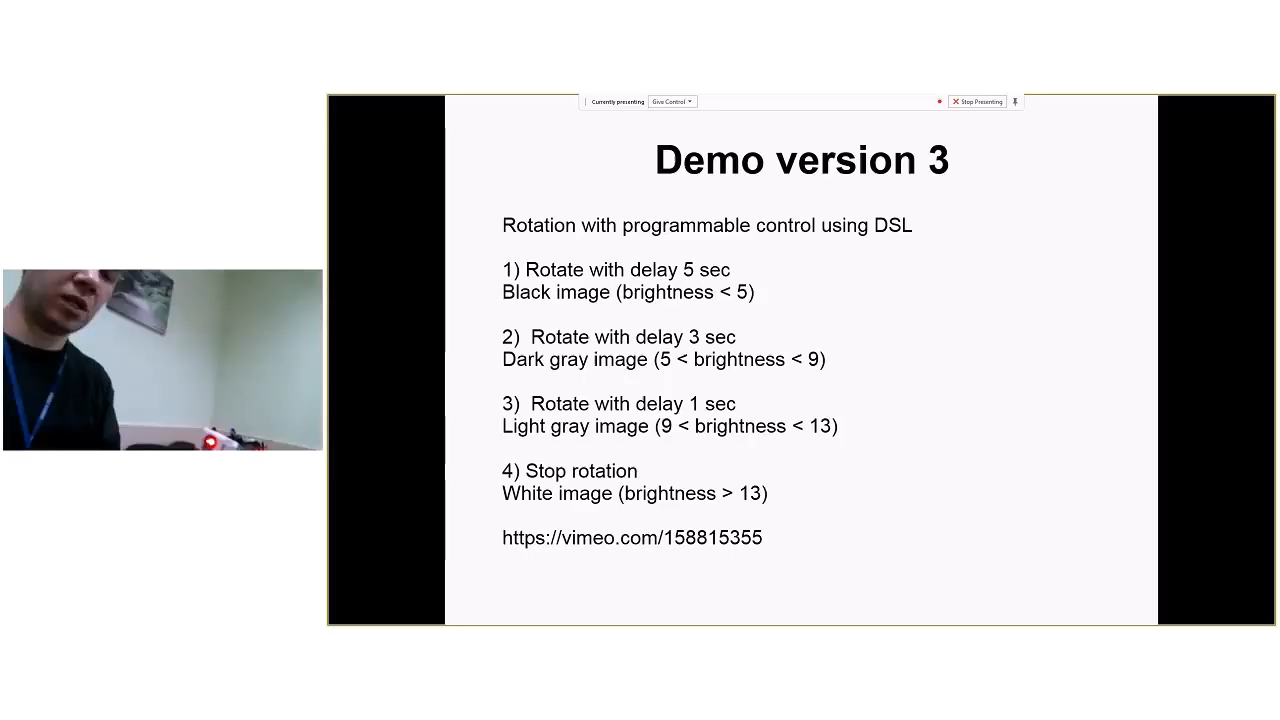 Currently presenting
Give Control
Stop Presenting
Demo version 3
Rotation with programmable control using DSL
1) Rotate with delay 5 sec
Black image (brightness < 5)
2) Rotate with delay 3 sec
Dark gray image (5 < brightness < 9)
3) Rotate with delay 1 sec
Light gray image (9 < brightness < 13)
4) Stop rotation
White image (brightness > 13)
https://vimeo.com/158815355